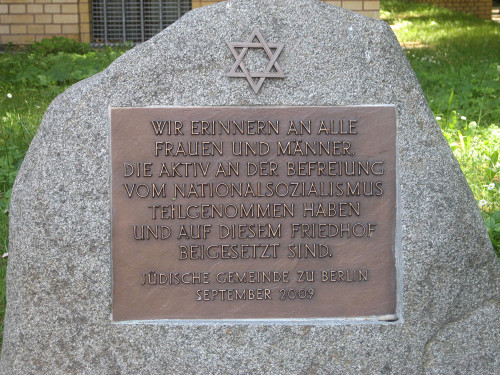 WIR ERINNERN AN ALLE
FRAUEN UND MÄNNER,
DIE AKTIV AN DER BEFREIUNG
VOM NATIONALSOZIALISMUS
TEILGENOMMEN HABEN
UND AUF DIESEM FRIEDHOF
BEIGESETZT SIND.
JÜDISCHE GEMEINDE ZU BERLIN
SEPTEMBER 2009